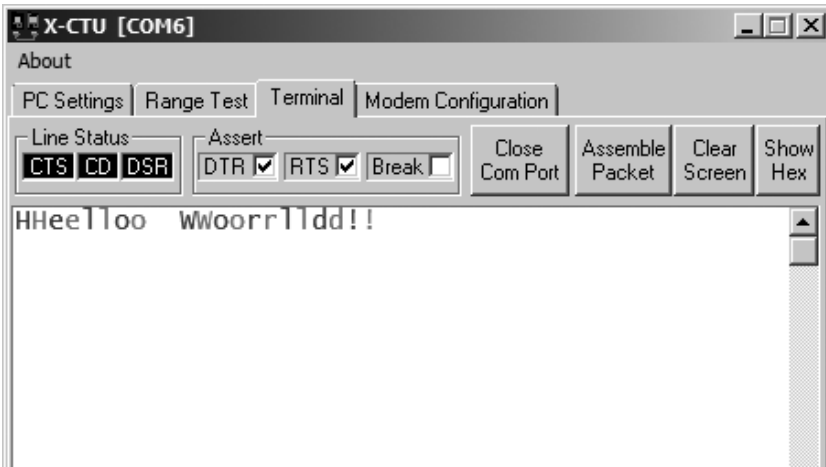 X-CTU [COM6]
About
PC Settings Range Test Terminal Modem Configuration
Line Status Assert
CTS CD DSR DTR RTS Break Close Com Port Assemble Packet Clear Screen Show Hex
HHeelloo  WWoorrlldd!!